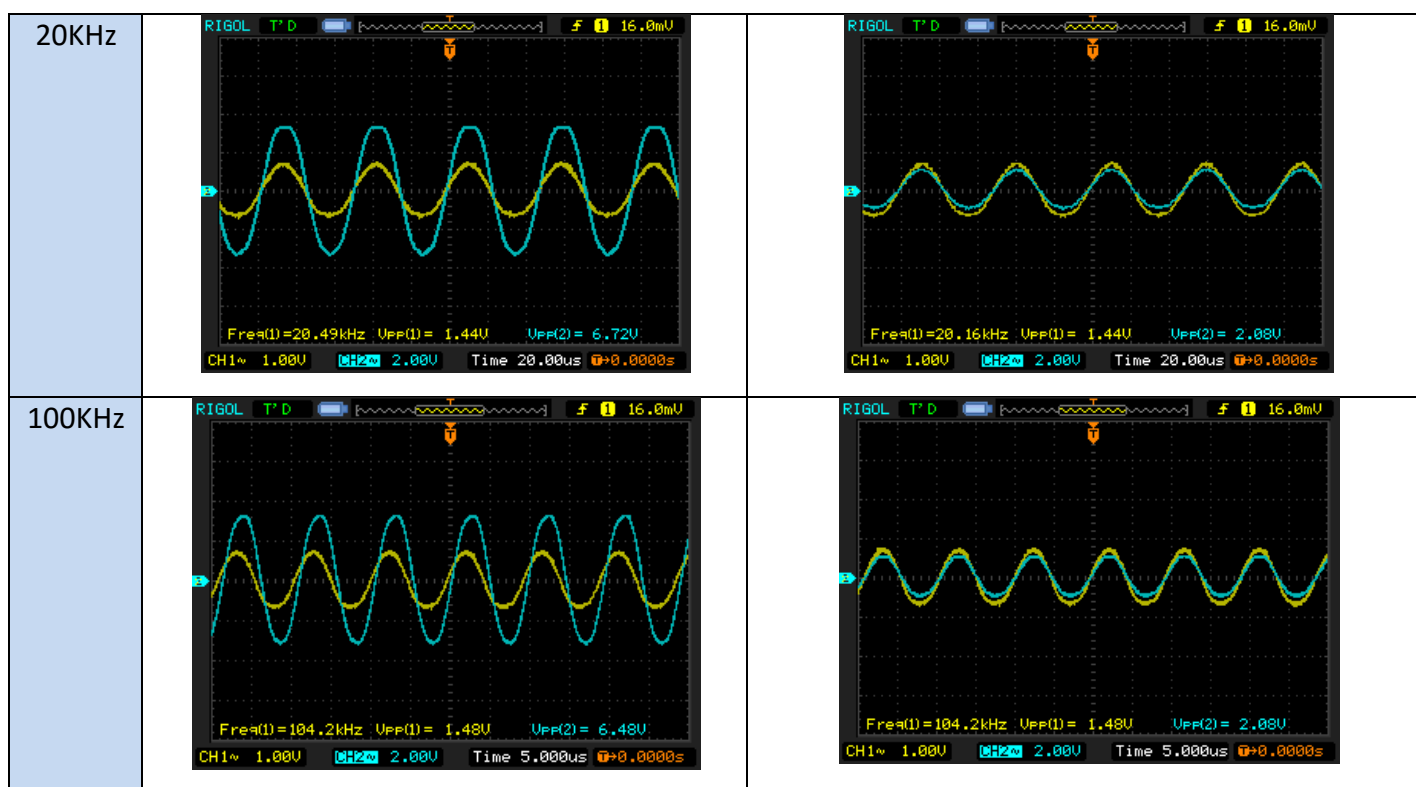 20KHz
RIGOL T'D T f 1 16.0mV
T
Freq(1)=20.49kHz Vpp(1)= 1.44V Vpp(2)= 6.72V
CH1~ 1.00V CH2~ 2.00V Time 20.00us T→0.0000s
RIGOL T'D T f 1 16.0mV
T
Freq(1)=20.16kHz Vpp(1)= 1.44V Vpp(2)= 2.08V
CH1~ 1.00V CH2~ 2.00V Time 20.00us T→0.0000s
100KHz
RIGOL T'D T f 1 16.0mV
T
Freq(1)=104.2kHz Vpp(1)= 1.48V Vpp(2)= 6.48V
CH1~ 1.00V CH2~ 2.00V Time 5.000us T→0.0000s
RIGOL T'D T f 1 16.0mV
T
Freq(1)=104.2kHz Vpp(1)= 1.48V Vpp(2)= 2.08V
CH1~ 1.00V CH2~ 2.00V Time 5.000us T→0.0000s